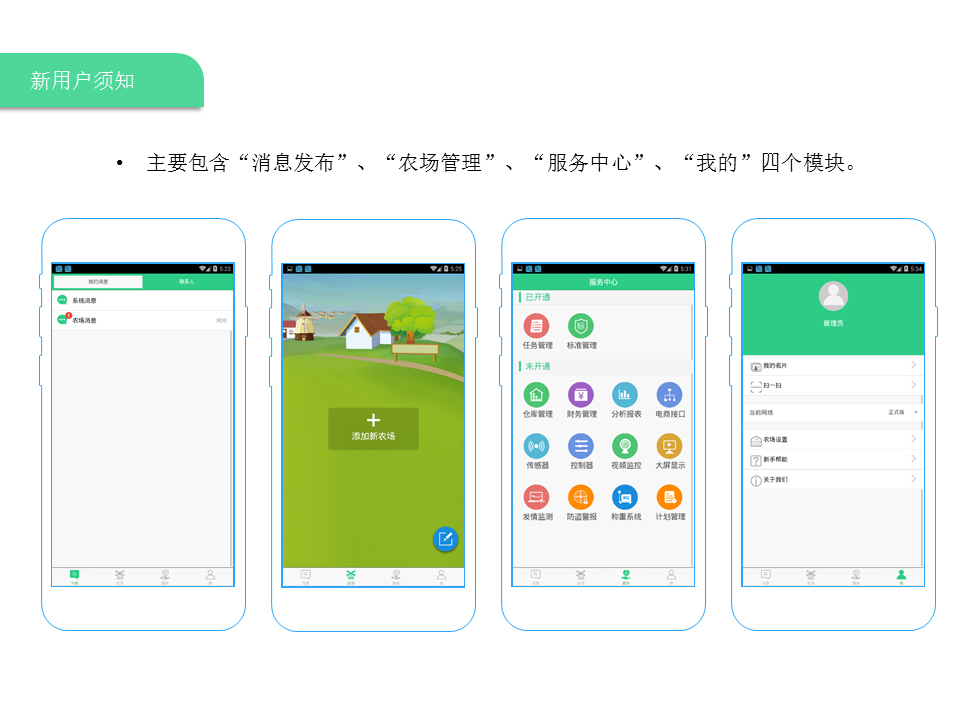 新用户须知
• 主要包含“消息发布”、“农场管理”、“服务中心”、“我的”四个模块。
5:23
我的消息 联系人
系统消息
1
农场消息
5:25
添加新农场
5:31
服务中心
已开通
任务管理 标准管理
未开通
仓库管理 财务管理 分析报表 电商接口
传感器 控制器 视频监控 大屏显示
发情监测 防盗警报 称重系统 计划管理
5:34
管理员
我的名片
扫一扫
当前网络 正式版
农场设置
新手帮助
关于我们